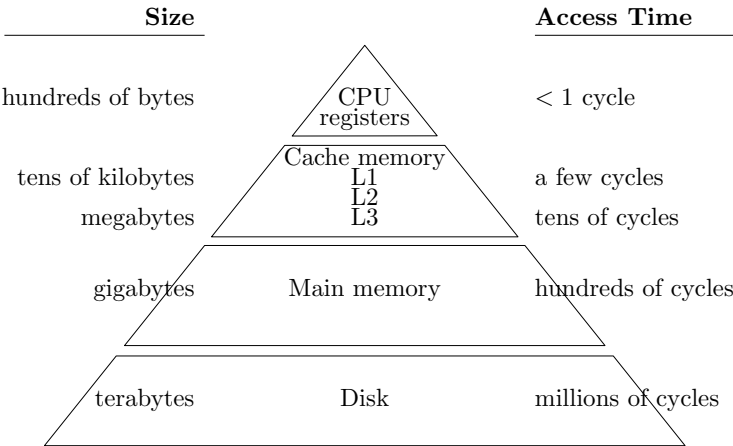 Size Access Time
hundreds of bytes CPU < 1 cycle
registers
Cache memory
tens of kilobytes L1 a few cycles
L2
megabytes L3 tens of cycles
gigabytes Main memory hundreds of cycles
terabytes Disk millions of cycles